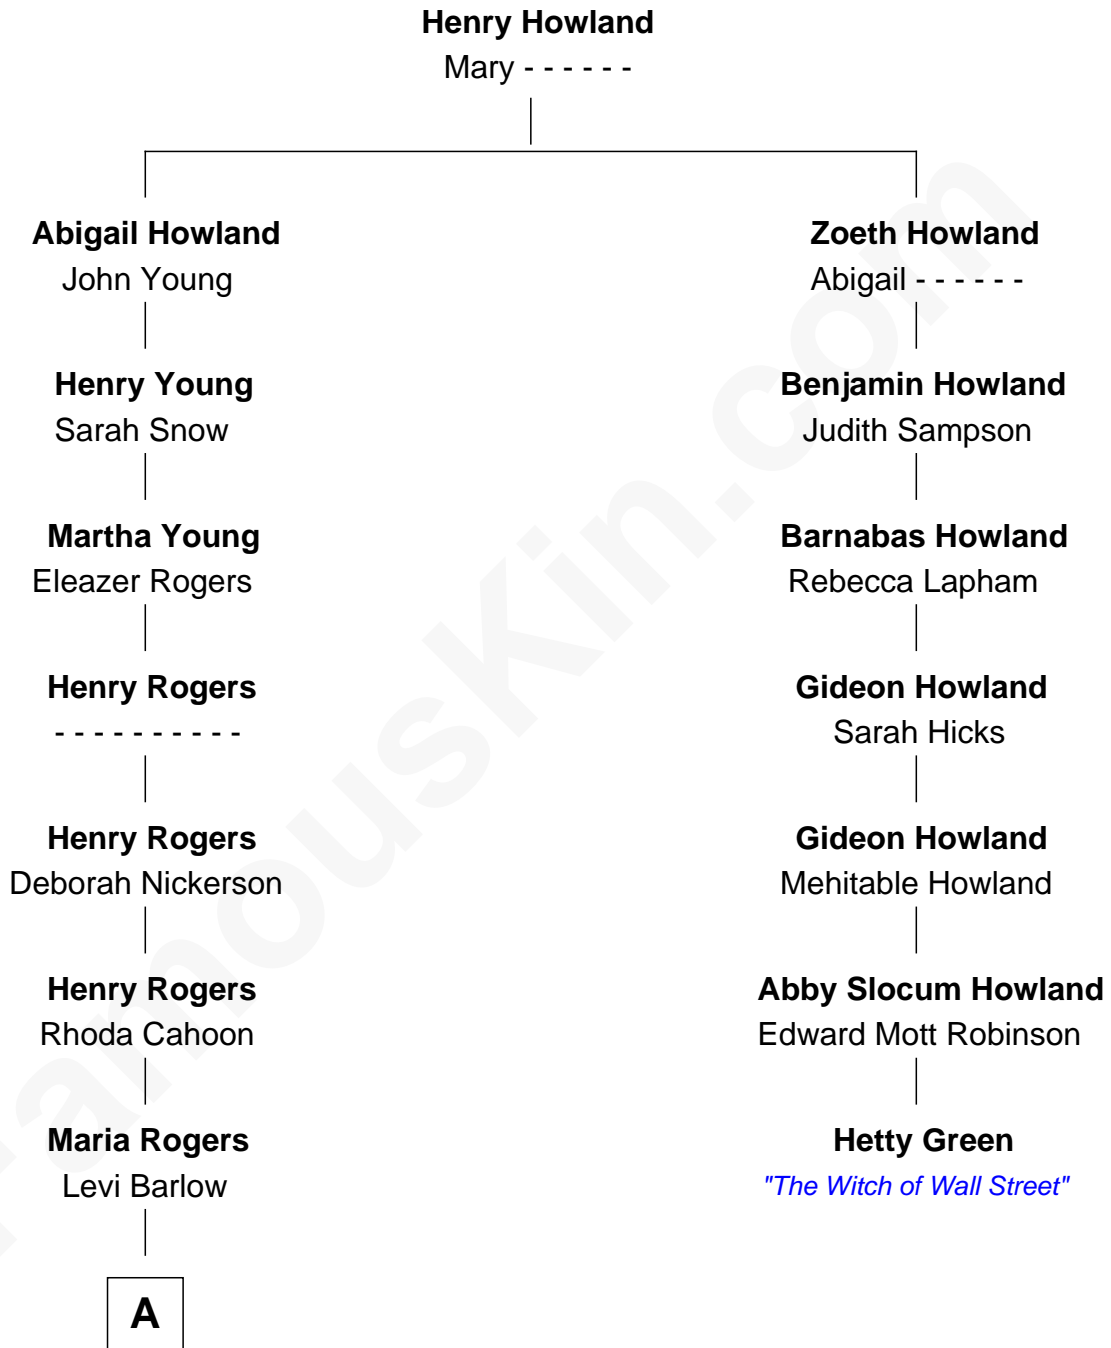 Henry Howland
Mary - - - - - -
Abigail Howland
John Young
Zoeth Howland
Abigail - - - - - -
Henry Young
Sarah Snow
Benjamin Howland
Judith Sampson
Martha Young
Eleazer Rogers
Barnabas Howland
Rebecca Lapham
Henry Rogers
- - - - - - - - - -
Gideon Howland
Sarah Hicks
Henry Rogers
Deborah Nickerson
Gideon Howland
Mehitable Howland
Henry Rogers
Rhoda Cahoon
Abby Slocum Howland
Edward Mott Robinson
Maria Rogers
Levi Barlow
Hetty Green
"The Witch of Wall Street"
A
FamousKin.com